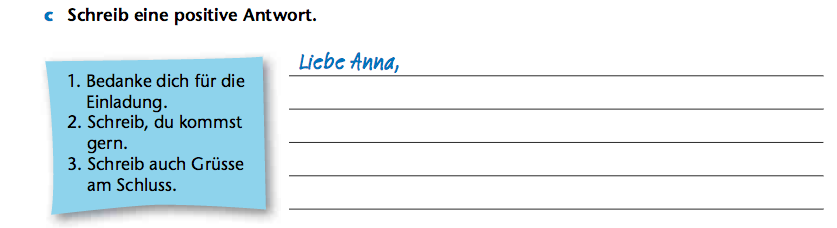 c Schreib eine positive Antwort.
Liebe Anna,
1. Bedanke dich für die
Einladung.
2. Schreib, du kommst
gern.
3. Schreib auch Grüsse
am Schluss.